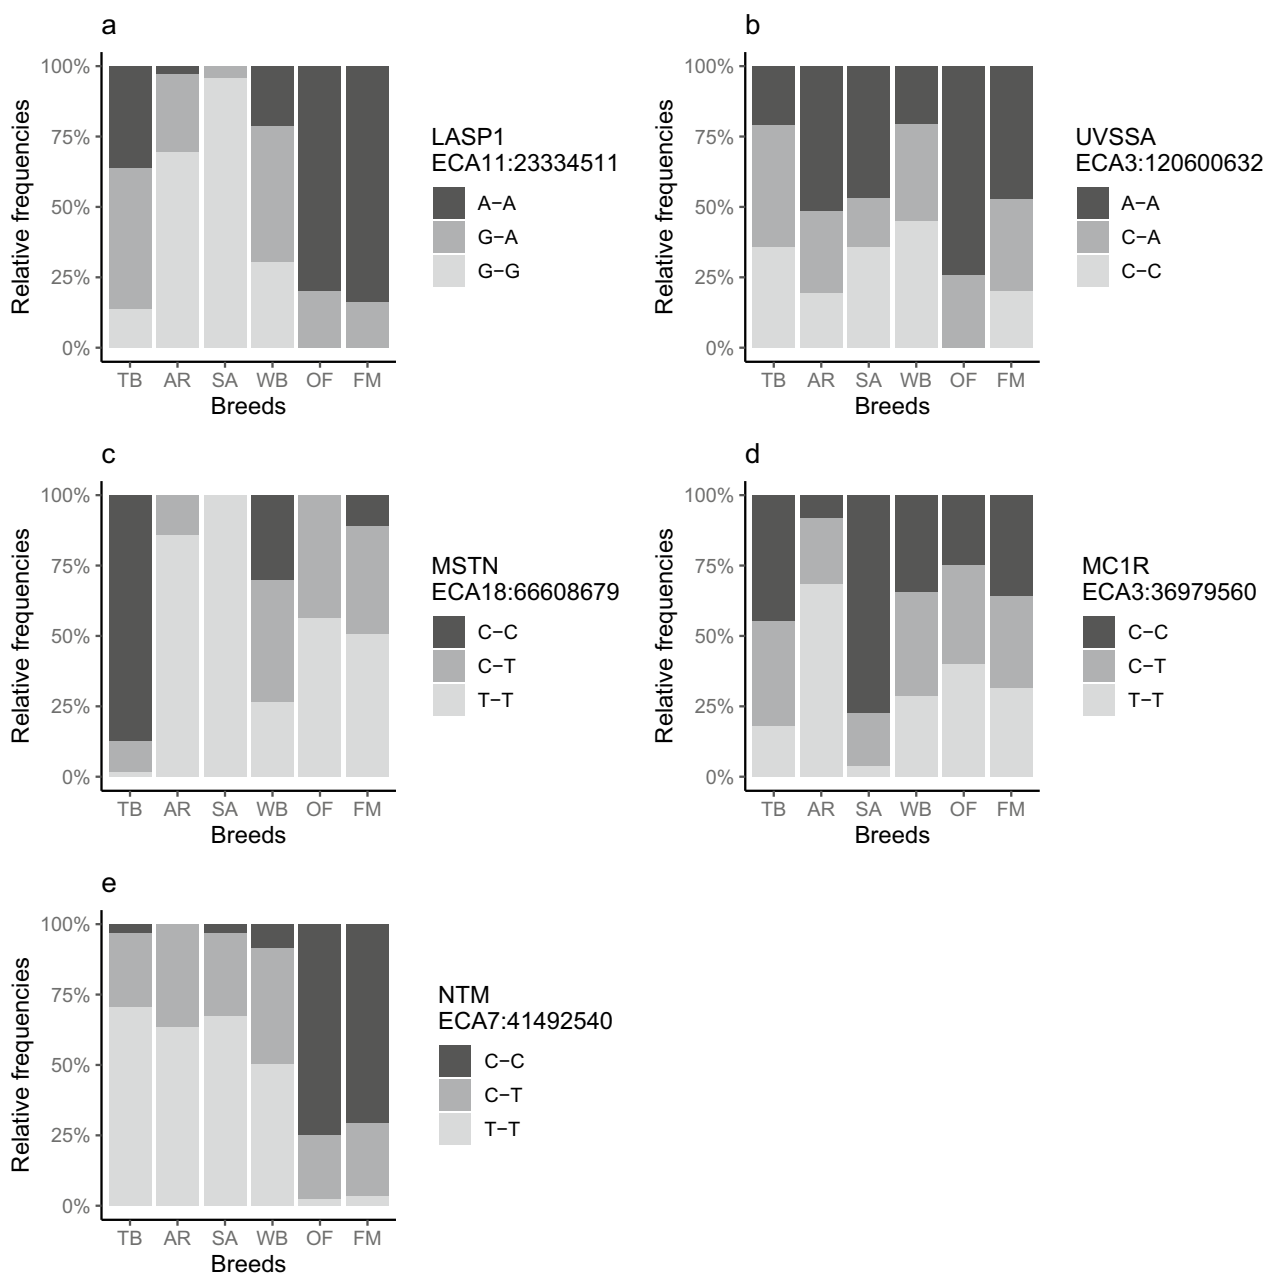 a
100%
75%
50%
25%
0%
Relative frequencies
TB AR SA WB OF FM
Breeds
LASP1
ECA11:23334511
A−A
G−A
G−G
b
100%
75%
50%
25%
0%
Relative frequencies
TB AR SA WB OF FM
Breeds
UVSSA
ECA3:120600632
A−A
C−A
C−C
c
100%
75%
50%
25%
0%
Relative frequencies
TB AR SA WB OF FM
Breeds
MSTN
ECA18:66608679
C−C
C−T
T−T
d
100%
75%
50%
25%
0%
Relative frequencies
TB AR SA WB OF FM
Breeds
MC1R
ECA3:36979560
C−C
C−T
T−T
e
100%
75%
50%
25%
0%
Relative frequencies
TB AR SA WB OF FM
Breeds
NTM
ECA7:41492540
C−C
C−T
T−T